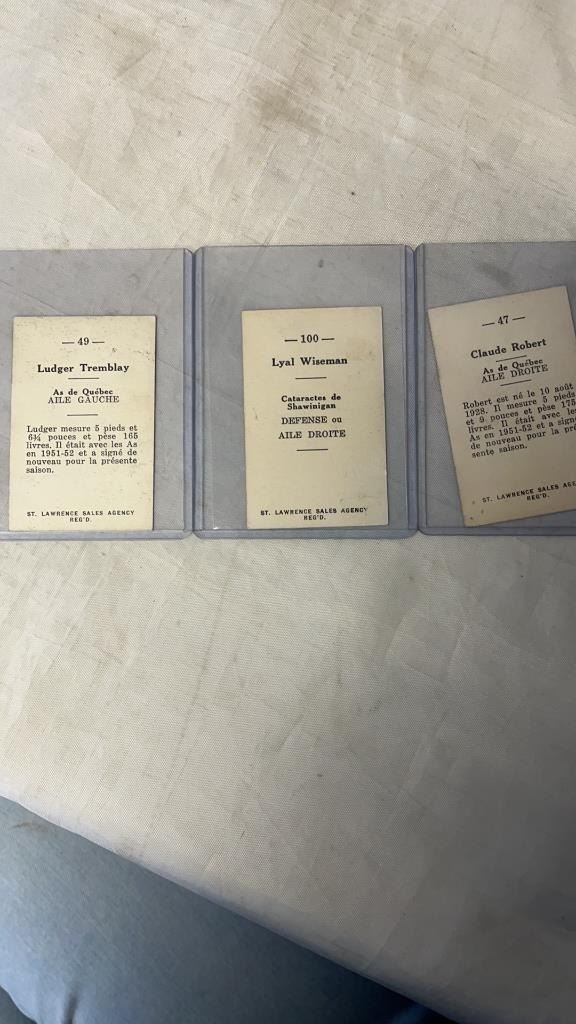 — 49 —
Ludger Tremblay
As de Québec
AILE GAUCHE
Ludger mesure 5 pieds et
6¾ pouces et pèse 165
livres. Il était avec les As
en 1951-52 et a signé de
nouveau pour la présente
saison.
ST. LAWRENCE SALES AGENCY
REG'D.
— 100 —
Lyal Wiseman
Cataractes de
Shawinigan
DEFENSE ou
AILE DROITE
ST. LAWRENCE SALES AGENCY
REG'D.
— 47 —
Claude Robert
As de Québec
AILE DROITE
Robert est né le 10 août
1928. Il mesure 5 pieds
et 9 pouces et pèse 175
livres. Il était avec les
As en 1951-52 et a signé
de nouveau pour la
sente saison.
ST. LAWRENCE SALES
REG'D.